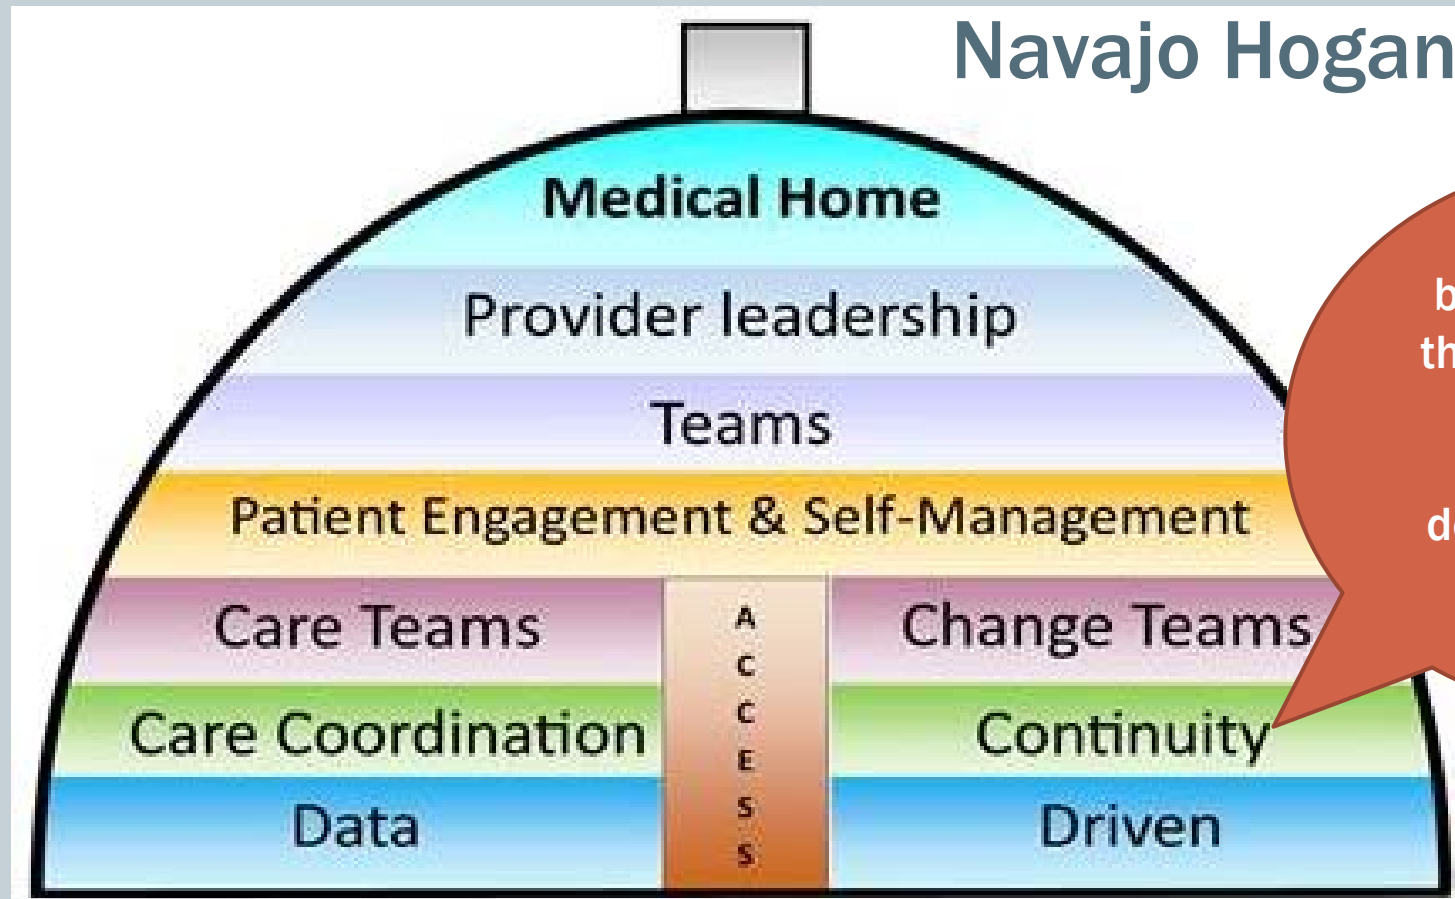 Navajo Hogan
Medical Home
Provider leadership
Teams
Patient Engagement & Self-Management
Care Teams
Change Teams
Care Coordination
Continuity
Data
Driven
ACCESS